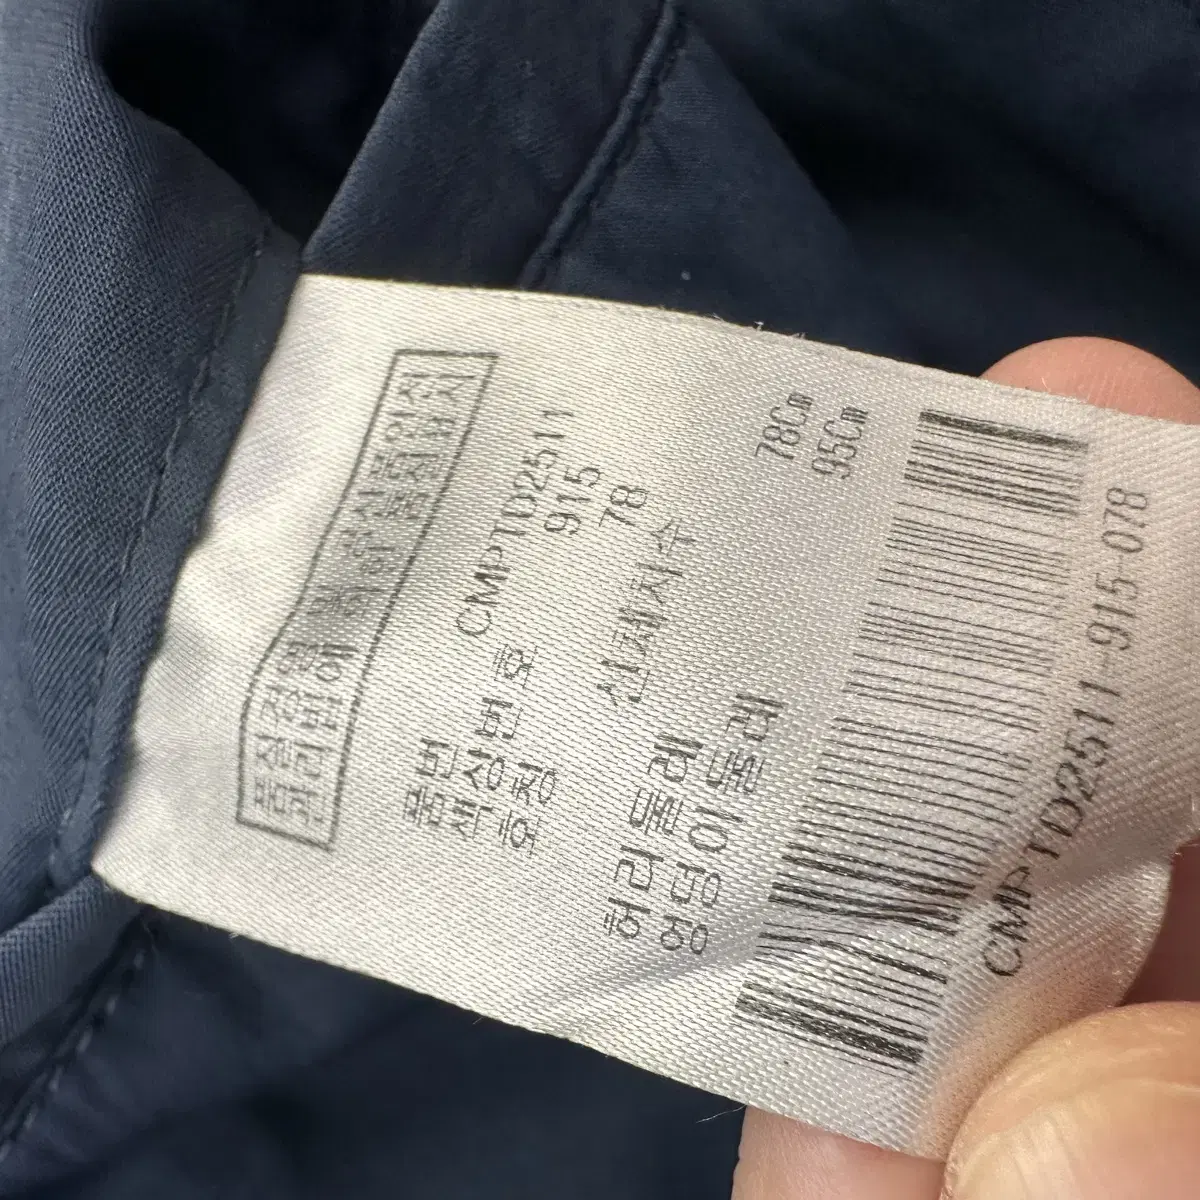 품질경영 및 공산품안전
관리법에 의한 품질표시
품번 CMPTD2511
색상번호 915
호칭 78
신체치수
허리둘레 78Cm
엉덩이둘레 95Cm
CMPTD2511-915-078